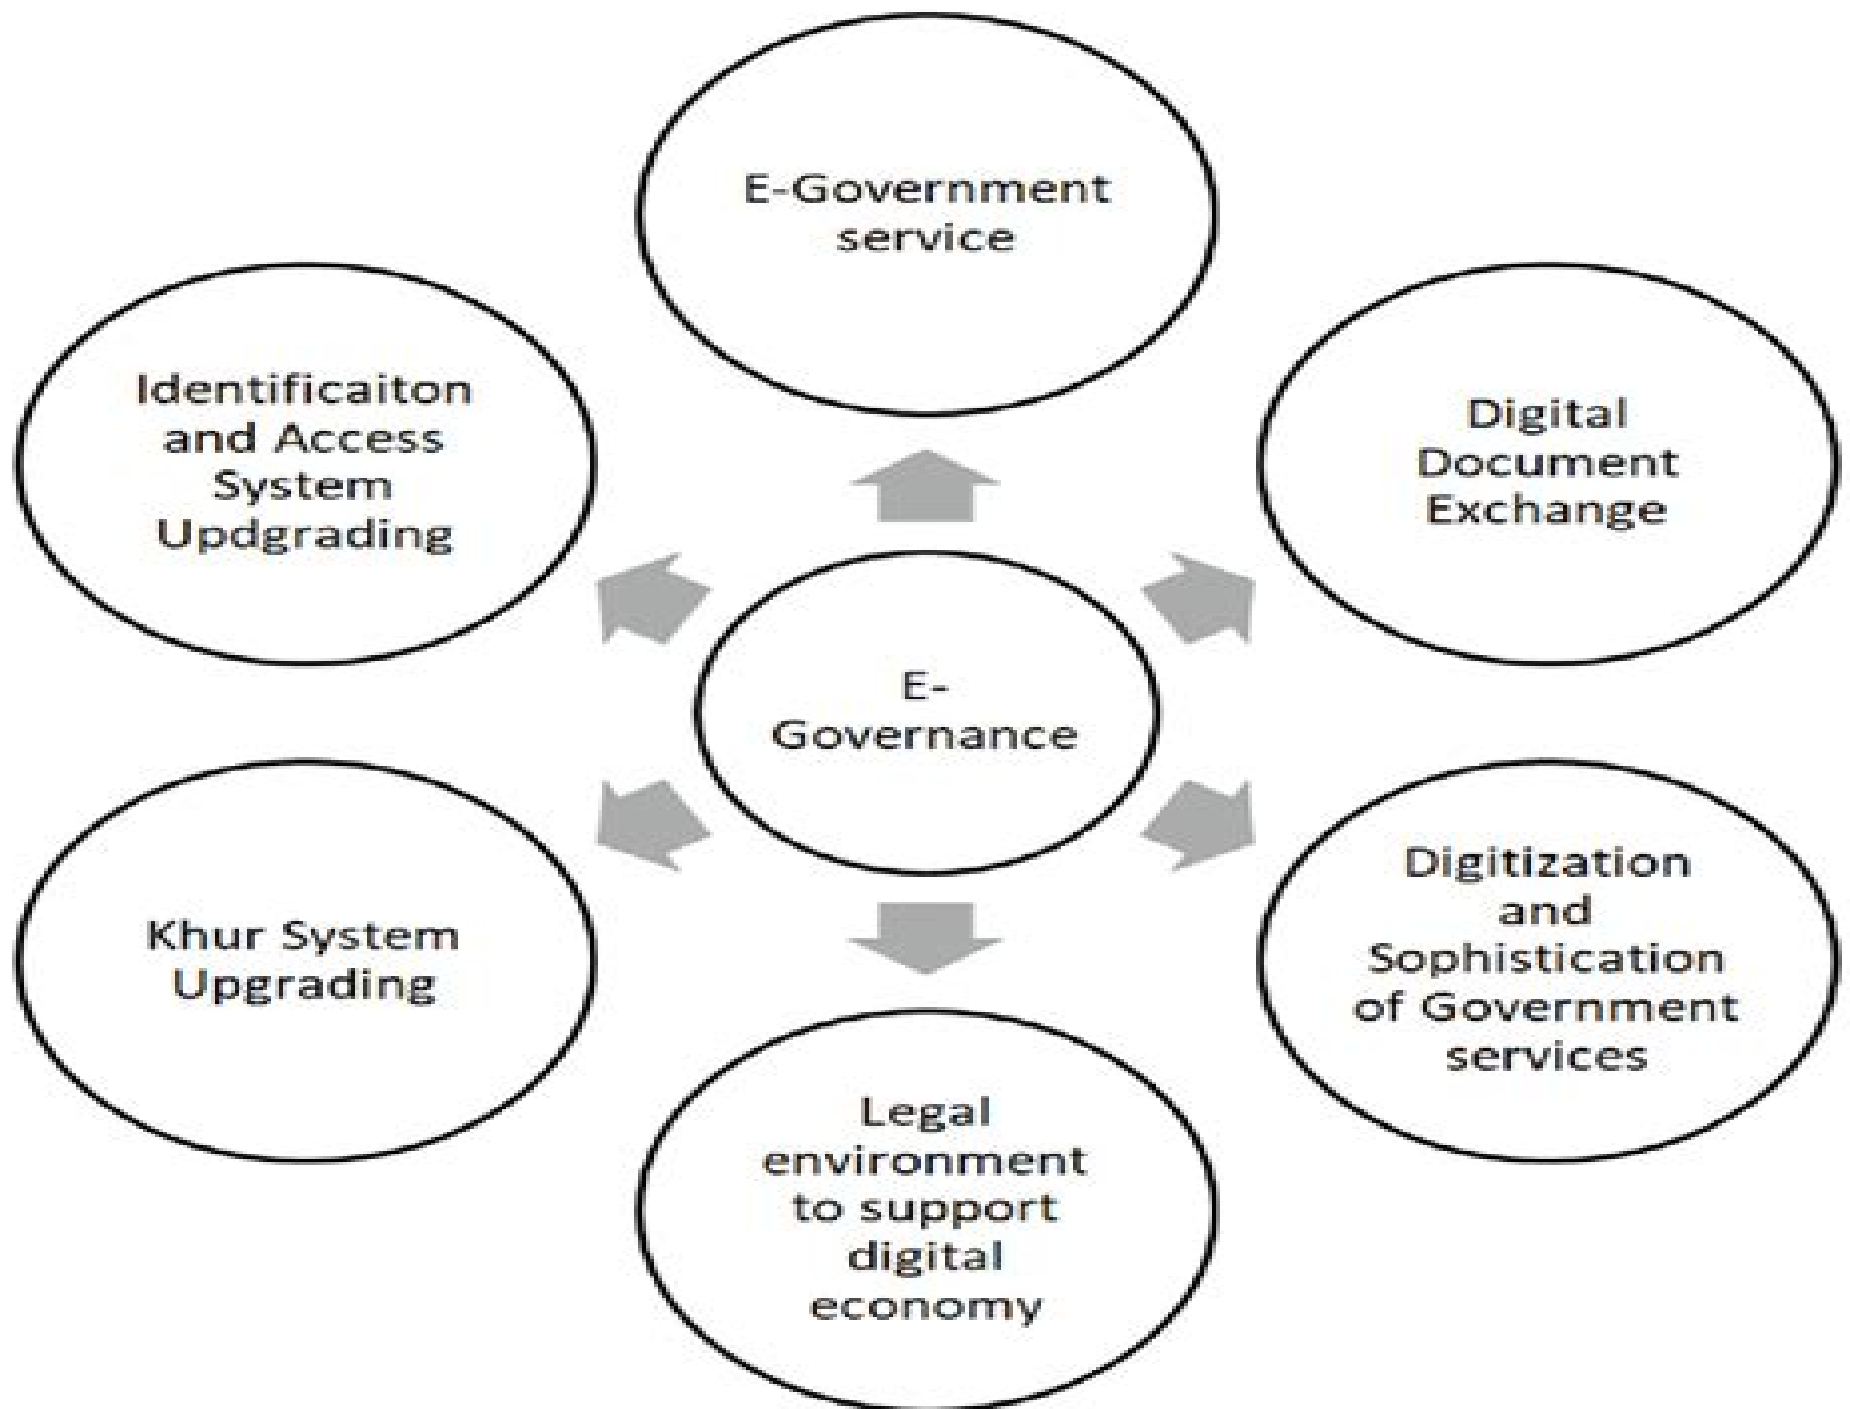 E-Government
service
Identificaiton
and Access
System
Updgrading
Digital
Document
Exchange
E-
Governance
Khur System
Upgrading
Digitization
and
Sophistication
of Government
services
Legal
environment
to support
digital
economy